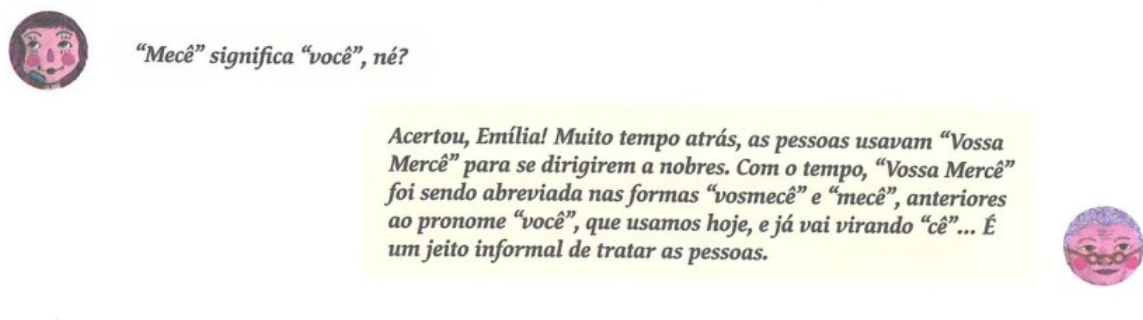 “Mecê” significa “você”, né?
Acertou, Emília! Muito tempo atrás, as pessoas usavam “Vossa
Mercê” para se dirigirem a nobres. Com o tempo, “Vossa Mercê”
foi sendo abreviada nas formas “vosmecê” e “mecê”, anteriores
ao pronome “você”, que usamos hoje, e já vai virando “cê”... É
um jeito informal de tratar as pessoas.